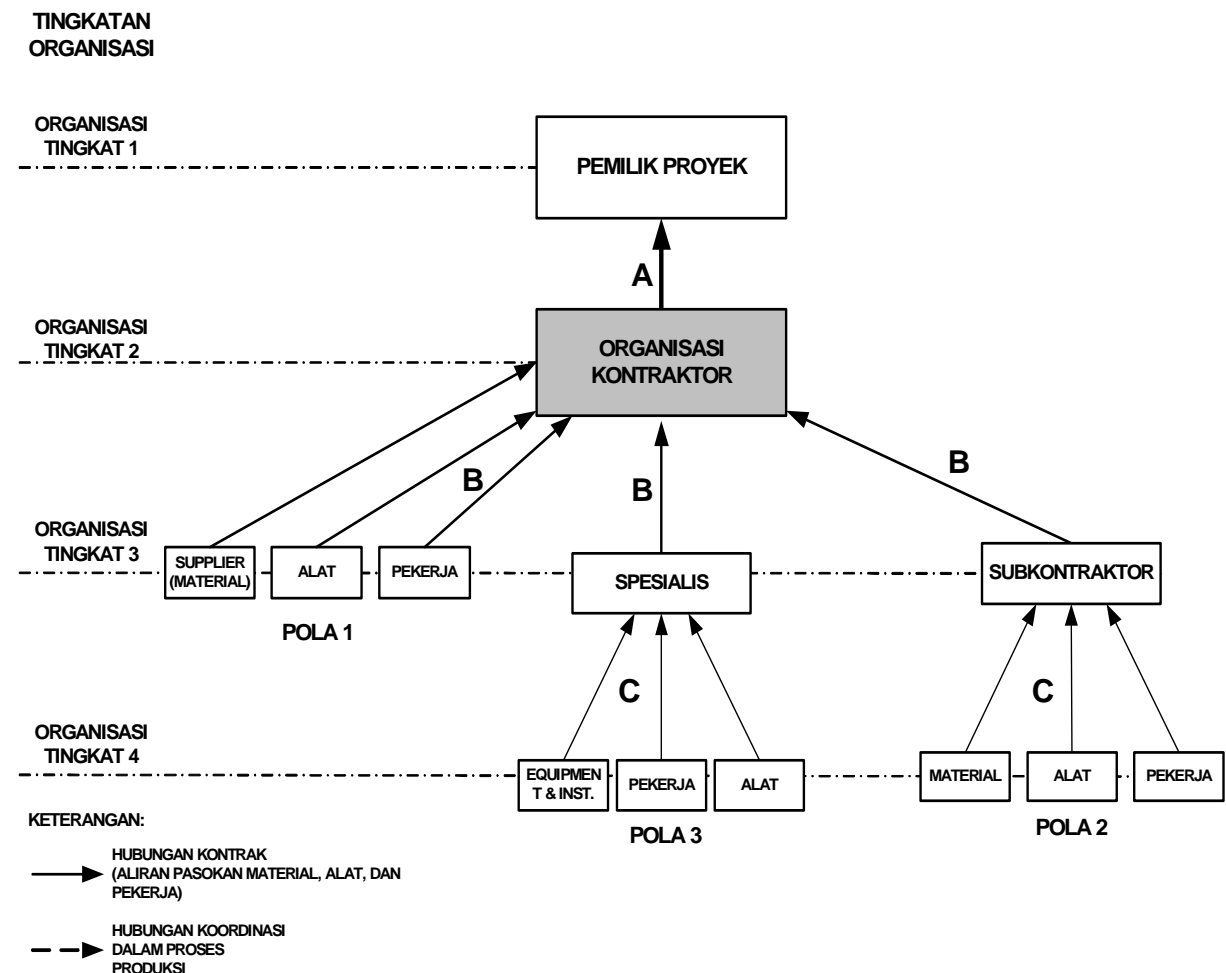 TINGKATAN
ORGANISASI
ORGANISASI
TINGKAT 1
PEMILIK PROYEK
A
ORGANISASI
TINGKAT 2
ORGANISASI
KONTRAKTOR
B
B
B
ORGANISASI
TINGKAT 3
SUPPLIER
(MATERIAL)
ALAT
PEKERJA
SPESIALIS
SUBKONTRAKTOR
POLA 1
C
C
ORGANISASI
TINGKAT 4
EQUIPMEN
T & INST.
PEKERJA
ALAT
MATERIAL
ALAT
PEKERJA
POLA 3
POLA 2
KETERANGAN:
HUBUNGAN KONTRAK
(ALIRAN PASOKAN MATERIAL, ALAT, DAN
PEKERJA)
HUBUNGAN KOORDINASI
DALAM PROSES
PRODUKSI